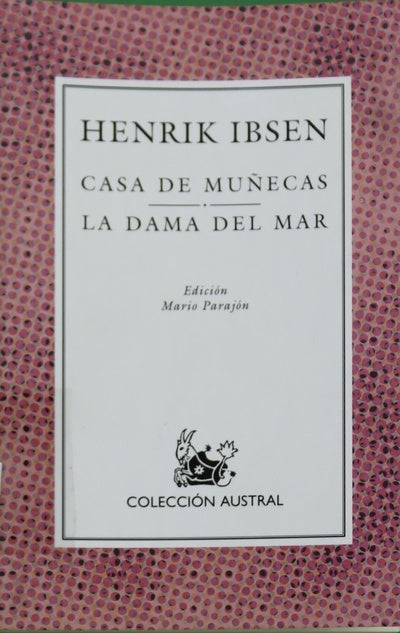 HENRIK IBSEN
CASA DE MUÑECAS
LA DAMA DEL MAR
Edición
Mario Parajón
COLECCIÓN AUSTRAL